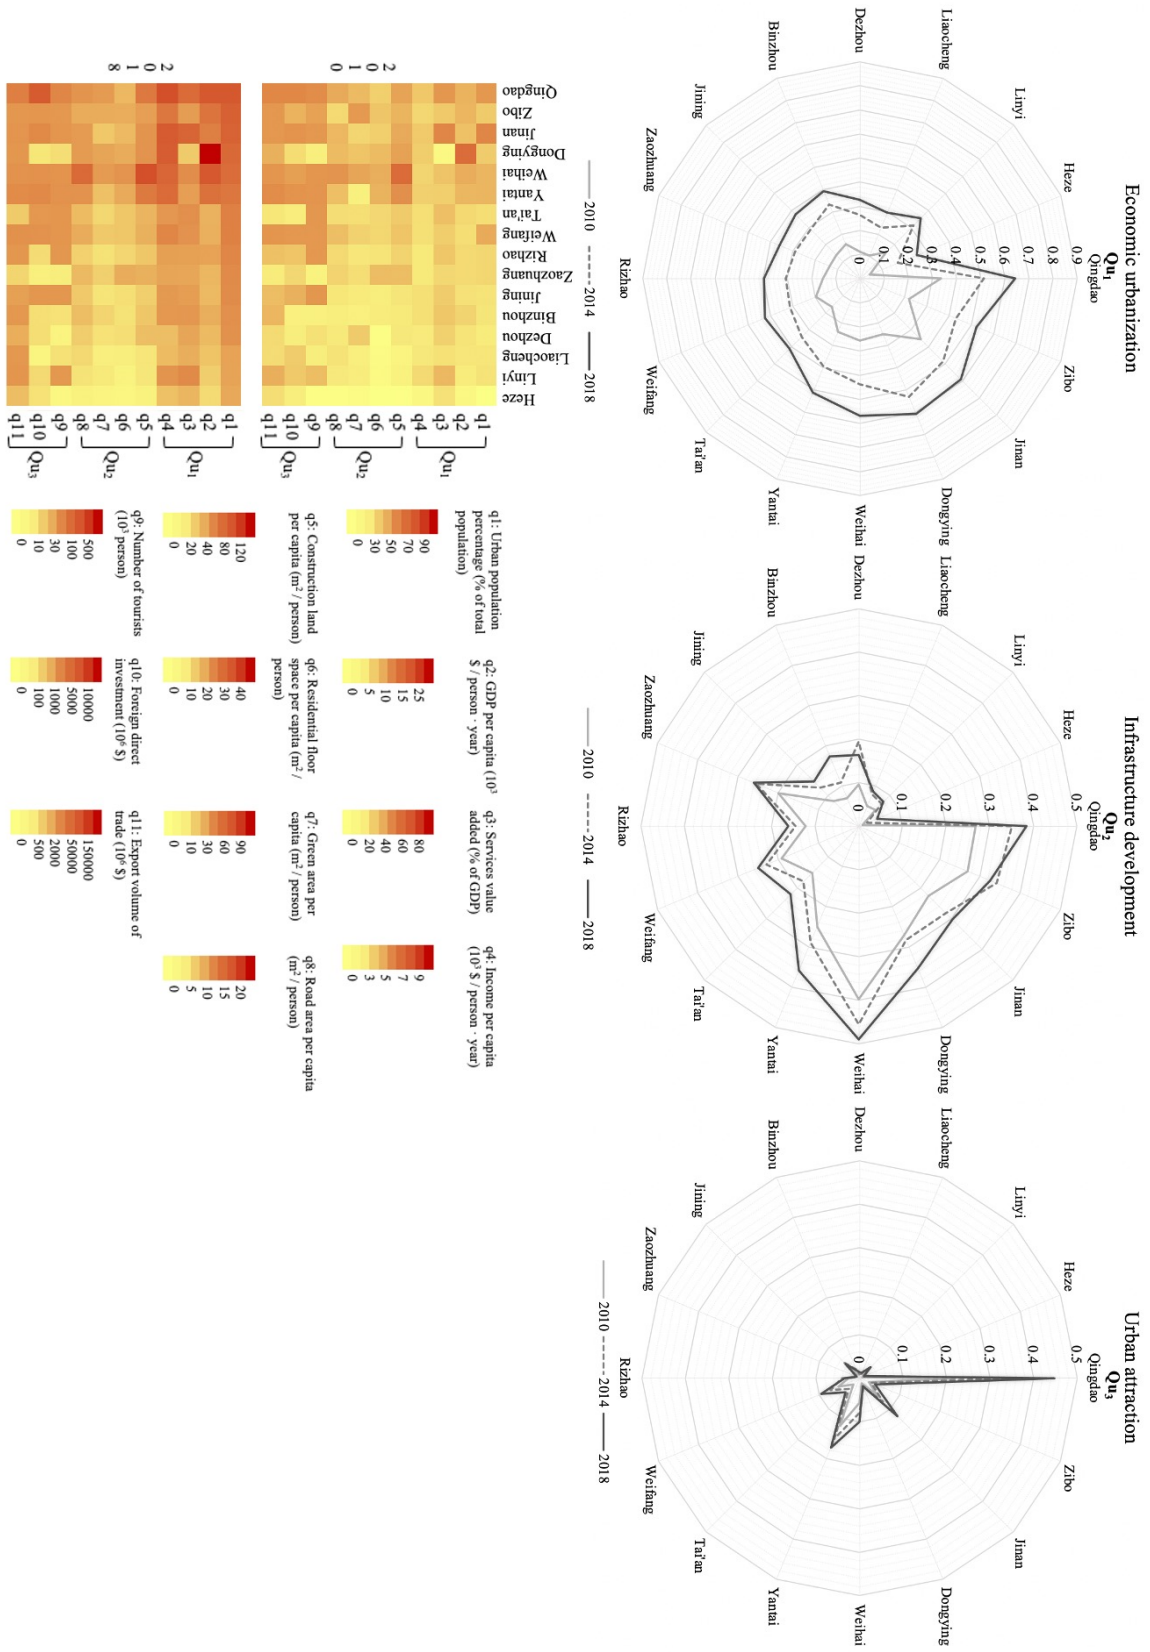 Economic urbanization
Qu₁
Qingdao
0.9
0.8
0.7
0.6
0.5
0.4
0.3
0.2
0.1
0
Zibo
Jinan
Dongying
Weihai
Yantai
Tai'an
Weifang
Rizhao
Zaozhuang
Jining
Binzhou
Dezhou
Liaocheng
Linyi
Heze
2010
2014
2018
Infrastructure development
Qu₂
Qingdao
0.5
0.4
0.3
0.2
0.1
0
Zibo
Jinan
Dongying
Weihai
Yantai
Tai'an
Weifang
Rizhao
Zaozhuang
Jining
Binzhou
Dezhou
Liaocheng
Linyi
Heze
2010
2014
2018
Urban attraction
Qu₃
Qingdao
0.5
0.4
0.3
0.2
0.1
0
Zibo
Jinan
Dongying
Weihai
Yantai
Tai'an
Weifang
Rizhao
Zaozhuang
Jining
Binzhou
Dezhou
Liaocheng
Linyi
Heze
2010
2014
2018
2010
2018
Qingdao
Zibo
Jinan
Dongying
Weihai
Yantai
Tai'an
Weifang
Rizhao
Zaozhuang
Jining
Binzhou
Dezhou
Liaocheng
Linyi
Heze
q1
q3
q4
Qu₁
q5
q6
q7
q8
Qu₂
q9
q10
q11
Qu₃
q1
q3
q4
Qu₁
q5
q6
q7
q8
Qu₂
q9
q10
q11
Qu₃
q1: Urban population
percentage (% of total
population)
0 30 50 70 90
q2: GDP per capita (10³
$ / person · year)
0 5 10 15 25
q3: Services value
added (% of GDP)
0 20 40 60 80
q4: Income per capita
(10³ $ / person · year)
0 3 5 7 9
q5: Construction land
per capita (m² / person)
0 20 40 80 120
q6: Residential floor
space per capita (m² /
person)
0 10 20 30 40
q7: Green area per
capita (m² / person)
0 10 30 60 90
q8: Road area per capita
(m² / person)
0 5 10 15 20
q9: Number of tourists
(10³ person)
0 10 30 100 500
q10: Foreign direct
investment (10⁶ $)
0 100 1000 5000 10000
q11: Export volume of
trade (10⁶ $)
0 500 2000 50000 150000